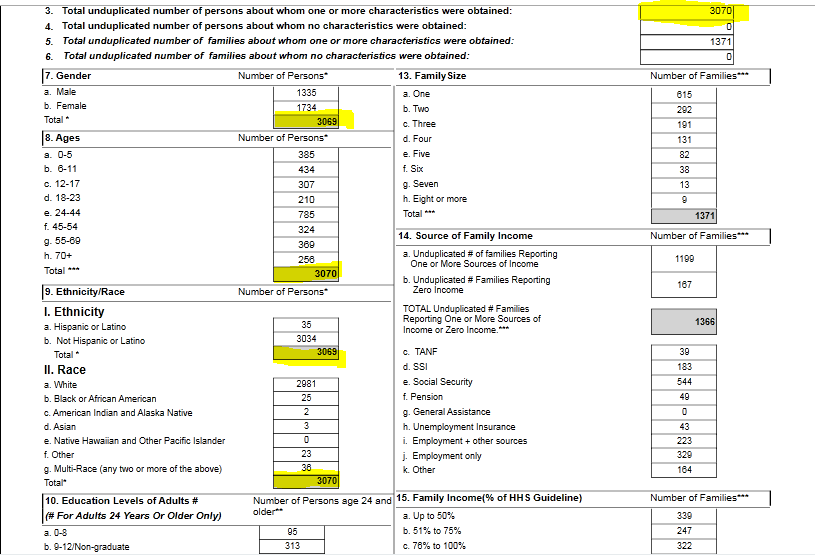 3. Total unduplicated number of persons about whom one or more characteristics were obtained: 3070
4. Total unduplicated number of persons about whom no characteristics were obtained: 0
5. Total unduplicated number of families about whom one or more characteristics were obtained: 1371
6. Total unduplicated number of families about whom no characteristics were obtained: 0
7. Gender Number of Persons*
a. Male 1335
b. Female 1734
Total * 3069
8. Ages Number of Persons*
a. 0-5 385
b. 6-11 434
c. 12-17 307
d. 18-23 210
e. 24-44 785
f. 45-54 324
g. 55-69 369
h. 70+ 256
Total *** 3070
9. Ethnicity/Race Number of Persons*
I. Ethnicity
a. Hispanic or Latino 35
b. Not Hispanic or Latino 3034
Total * 3069
II. Race
a. White 2981
b. Black or African American 25
c. American Indian and Alaska Native 2
d. Asian 3
e. Native Hawaiian and Other Pacific Islander 0
f. Other 23
g. Multi-Race (any two or more of the above) 36
Total* 3070
10. Education Levels of Adults # Number of Persons age 24 and
(# For Adults 24 Years Or Older Only) older**
a. 0-8 95
b. 9-12/Non-graduate 313
13. Family Size Number of Families***
a. One 615
b. Two 292
c. Three 191
d. Four 131
e. Five 82
f. Six 38
g. Seven 13
h. Eight or more 9
Total *** 1371
14. Source of Family Income Number of Families***
a. Unduplicated # of families Reporting
One or More Sources of Income 1199
b. Unduplicated # Families Reporting
Zero Income 167
TOTAL Unduplicated # Families
Reporting One or More Sources of
Income or Zero Income.*** 1366
c. TANF 39
d. SSI 183
e. Social Security 544
f. Pension 49
g. General Assistance 0
h. Unemployment Insurance 43
i. Employment + other sources 223
j. Employment only 329
k. Other 164
15. Family Income(% of HHS Guideline) Number of Families***
a. Up to 50% 339
b. 51% to 75% 247
c. 76% to 100% 322